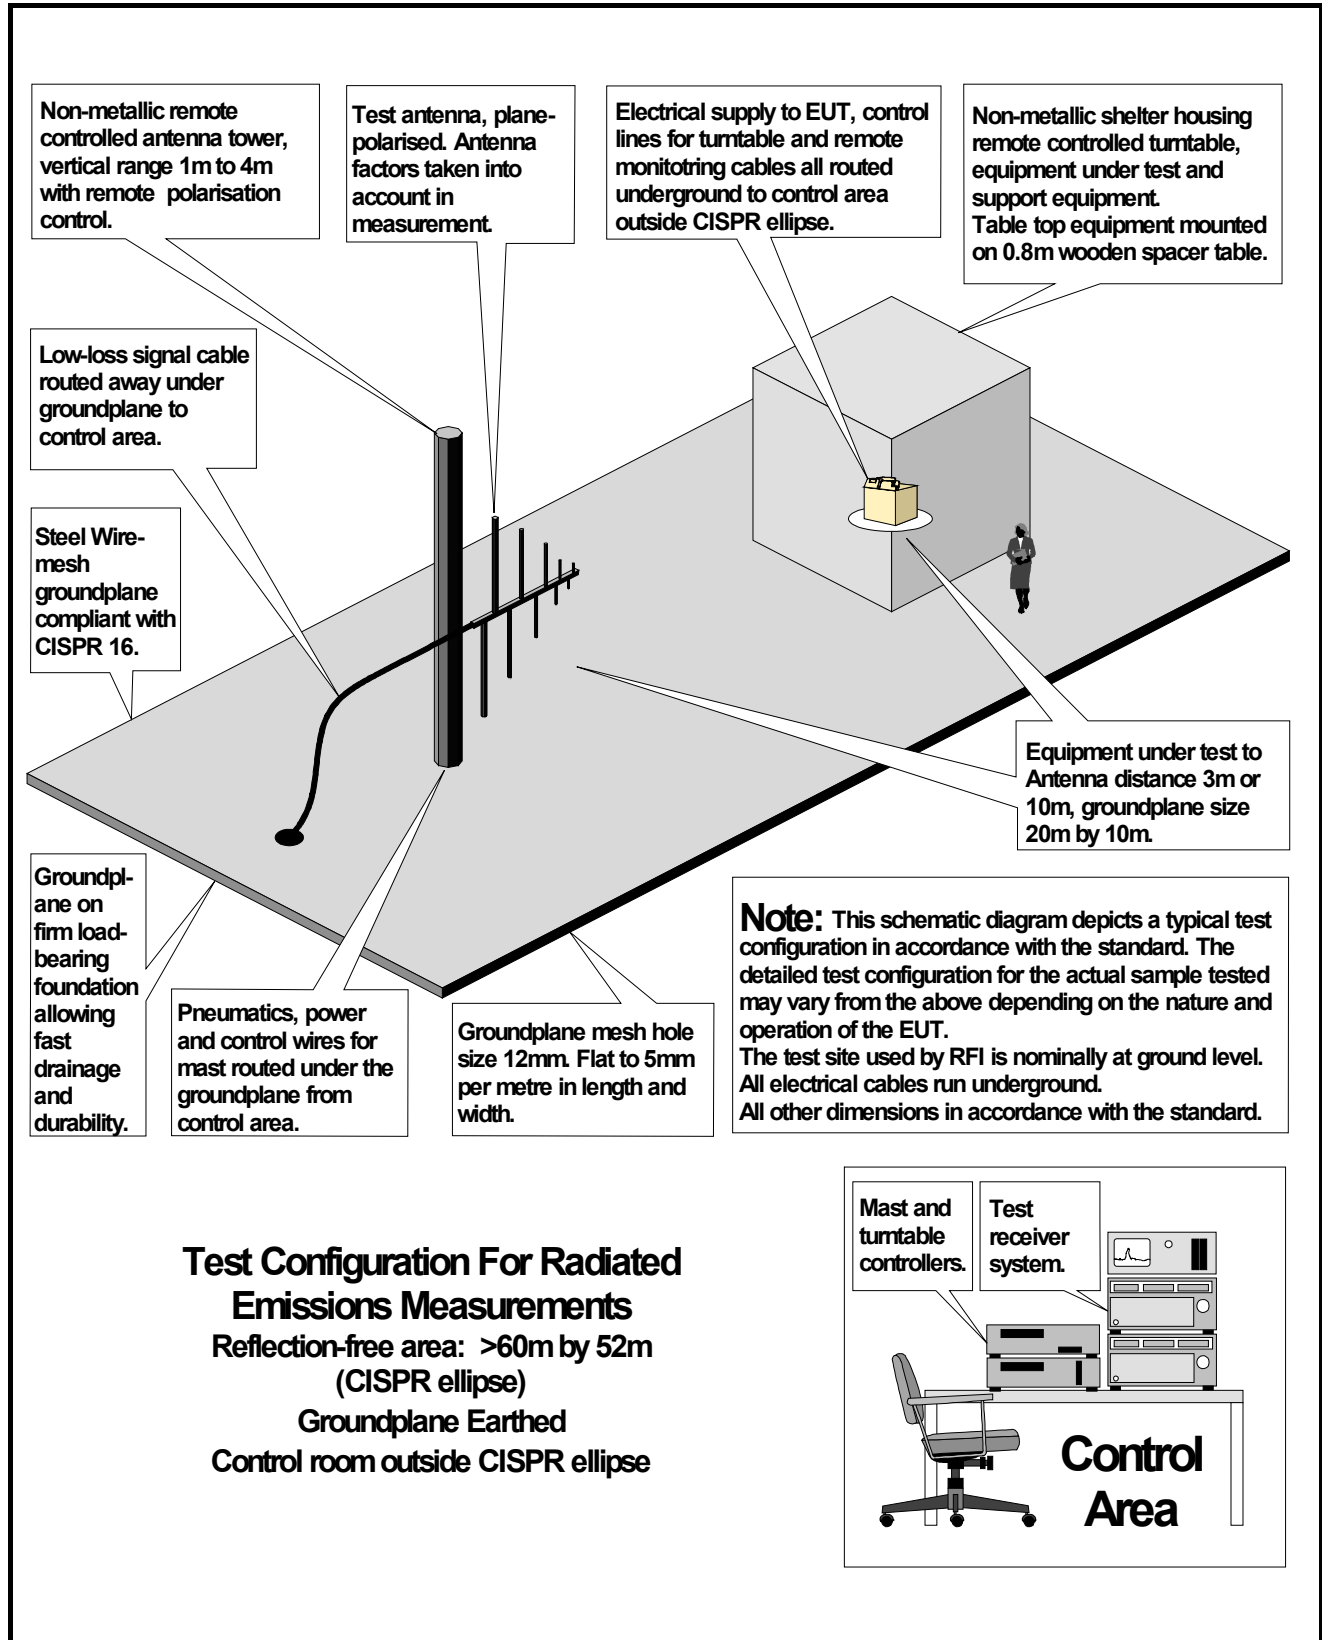 Non-metallic remote
controlled antenna tower,
vertical range 1m to 4m
with remote polarisation
control.
Test antenna, plane-
polarised. Antenna
factors taken into
account in
measurement.
Electrical supply to EUT, control
lines for turntable and remote
monitotring cables all routed
underground to control area
outside CISPR ellipse.
Non-metallic shelter housing
remote controlled turntable,
equipment under test and
support equipment.
Table top equipment mounted
on 0.8m wooden spacer table.
Low-loss signal cable
routed away under
groundplane to
control area.
Steel Wire-
mesh
groundplane
compliant with
CISPR 16.
Equipment under test to
Antenna distance 3m or
10m, groundplane size
20m by 10m.
Groundpl-
ane on
firm load-
bearing
foundation
allowing
fast
drainage
and
durability.
Pneumatics, power
and control wires for
mast routed under the
groundplane from
control area.
Groundplane mesh hole
size 12mm. Flat to 5mm
per metre in length and
width.
Note: This schematic diagram depicts a typical test
configuration in accordance with the standard. The
detailed test configuration for the actual sample tested
may vary from the above depending on the nature and
operation of the EUT.
The test site used by RFI is nominally at ground level.
All electrical cables run underground.
All other dimensions in accordance with the standard.
Test Configuration For Radiated
Emissions Measurements
Reflection-free area: >60m by 52m
(CISPR ellipse)
Groundplane Earthed
Control room outside CISPR ellipse
Mast and
turntable
controllers.
Test
receiver
system.
Control
Area